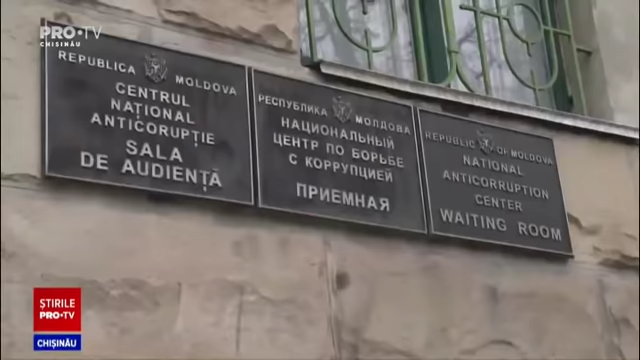 PRO•TV
CHIȘINĂU
REPUBLICA MOLDOVA
CENTRUL
NAȚIONAL
ANTICORUPȚIE
SALA
DE AUDIENȚĂ
РЕСПУБЛИКА МОЛДОВА
НАЦИОНАЛЬНЫЙ
ЦЕНТР ПО БОРЬБЕ
С КОРРУПЦИЕЙ
ПРИЕМНАЯ
REPUBLIC OF MOLDOVA
NATIONAL
ANTICORRUPTION
CENTER
WAITING ROOM
ȘTIRILE
PRO•TV
CHIȘINĂU